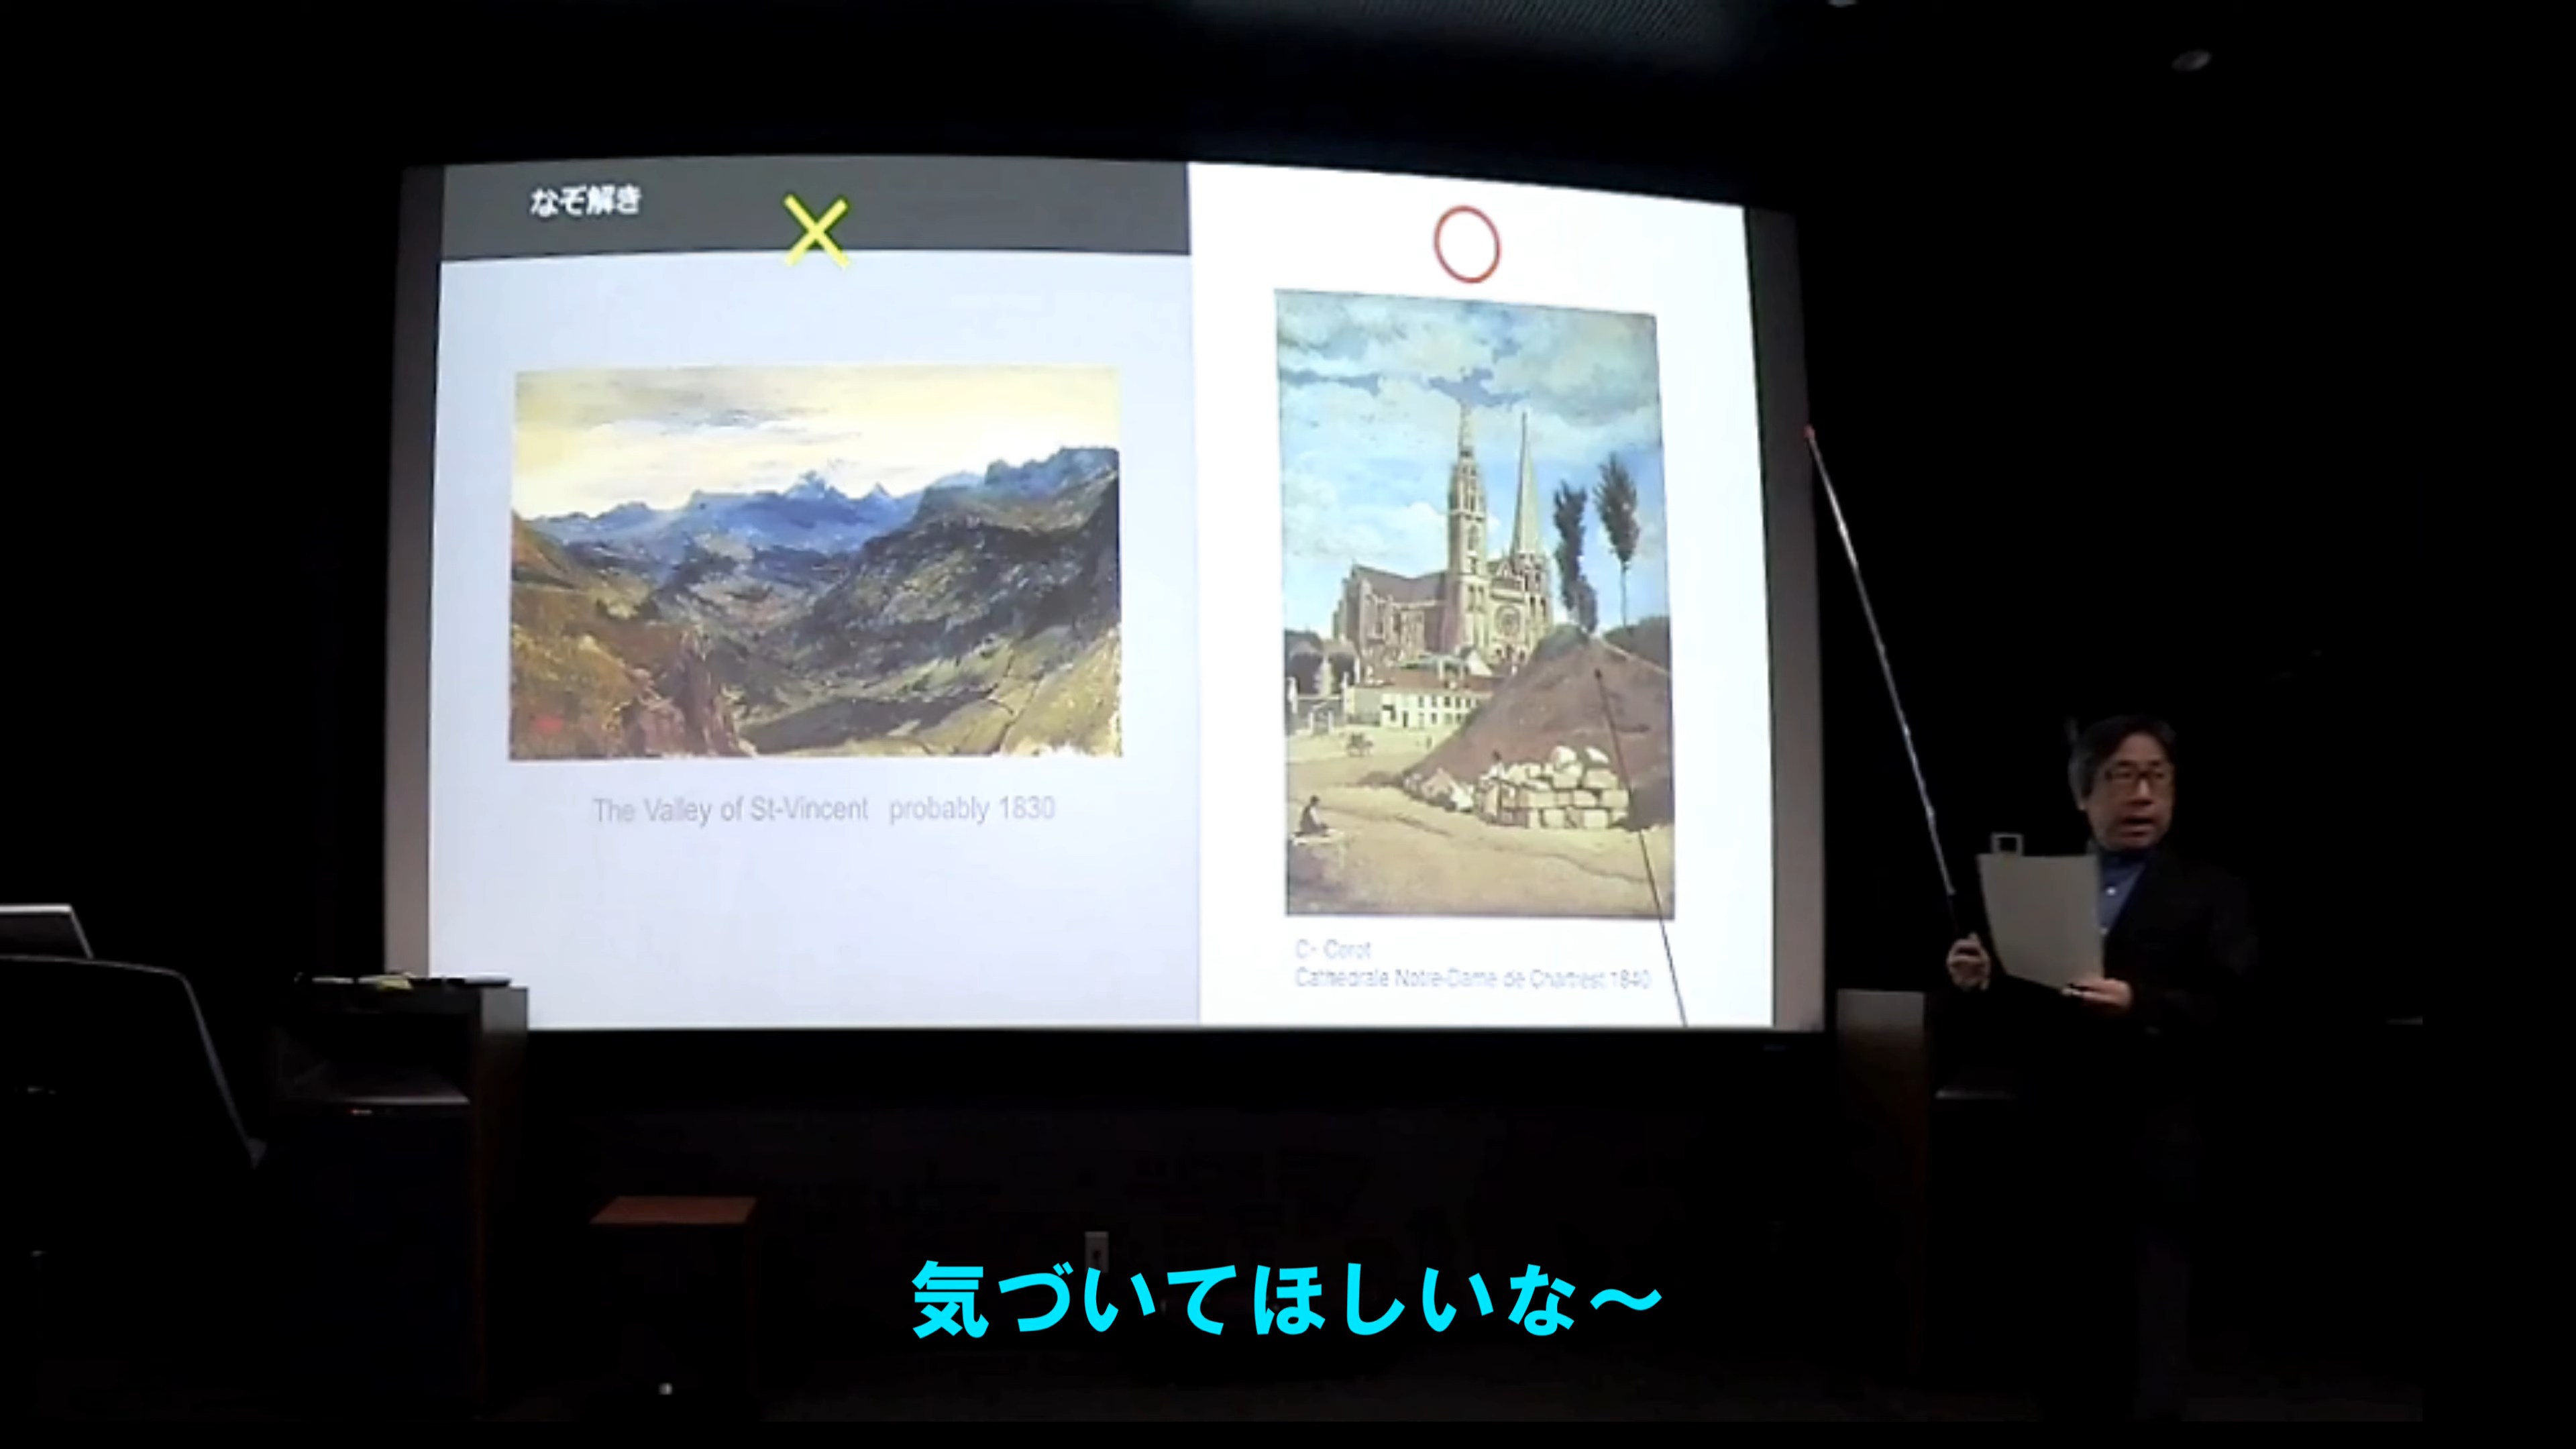 なぞ解き
The Valley of St-Vincent probably 1830
C- Corot
Cathedrale Notre-Dame de Chartrest 1840
気づいてほしいな～